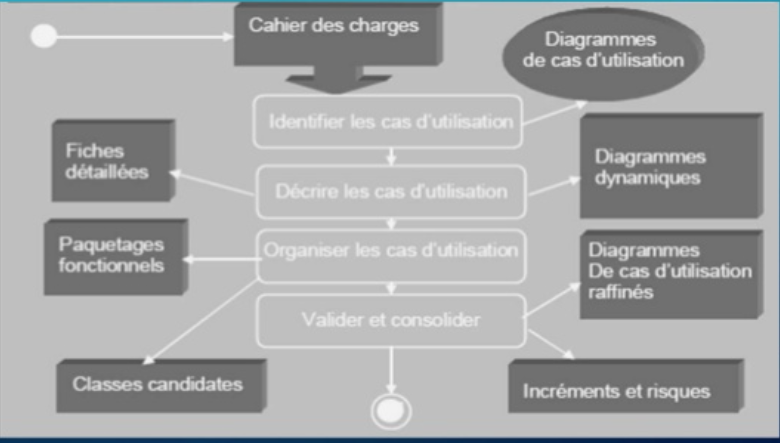 Cahier des charges
Diagrammes
de cas d'utilisation
Identifier les cas d'utilisation
Fiches
détaillées
Diagrammes
dynamiques
Décrire les cas d'utilisation
Paquetages
fonctionnels
Organiser les cas d'utilisation
Diagrammes
De cas d'utilisation
raffinés
Valider et consolider
Classes candidates
Incréments et risques